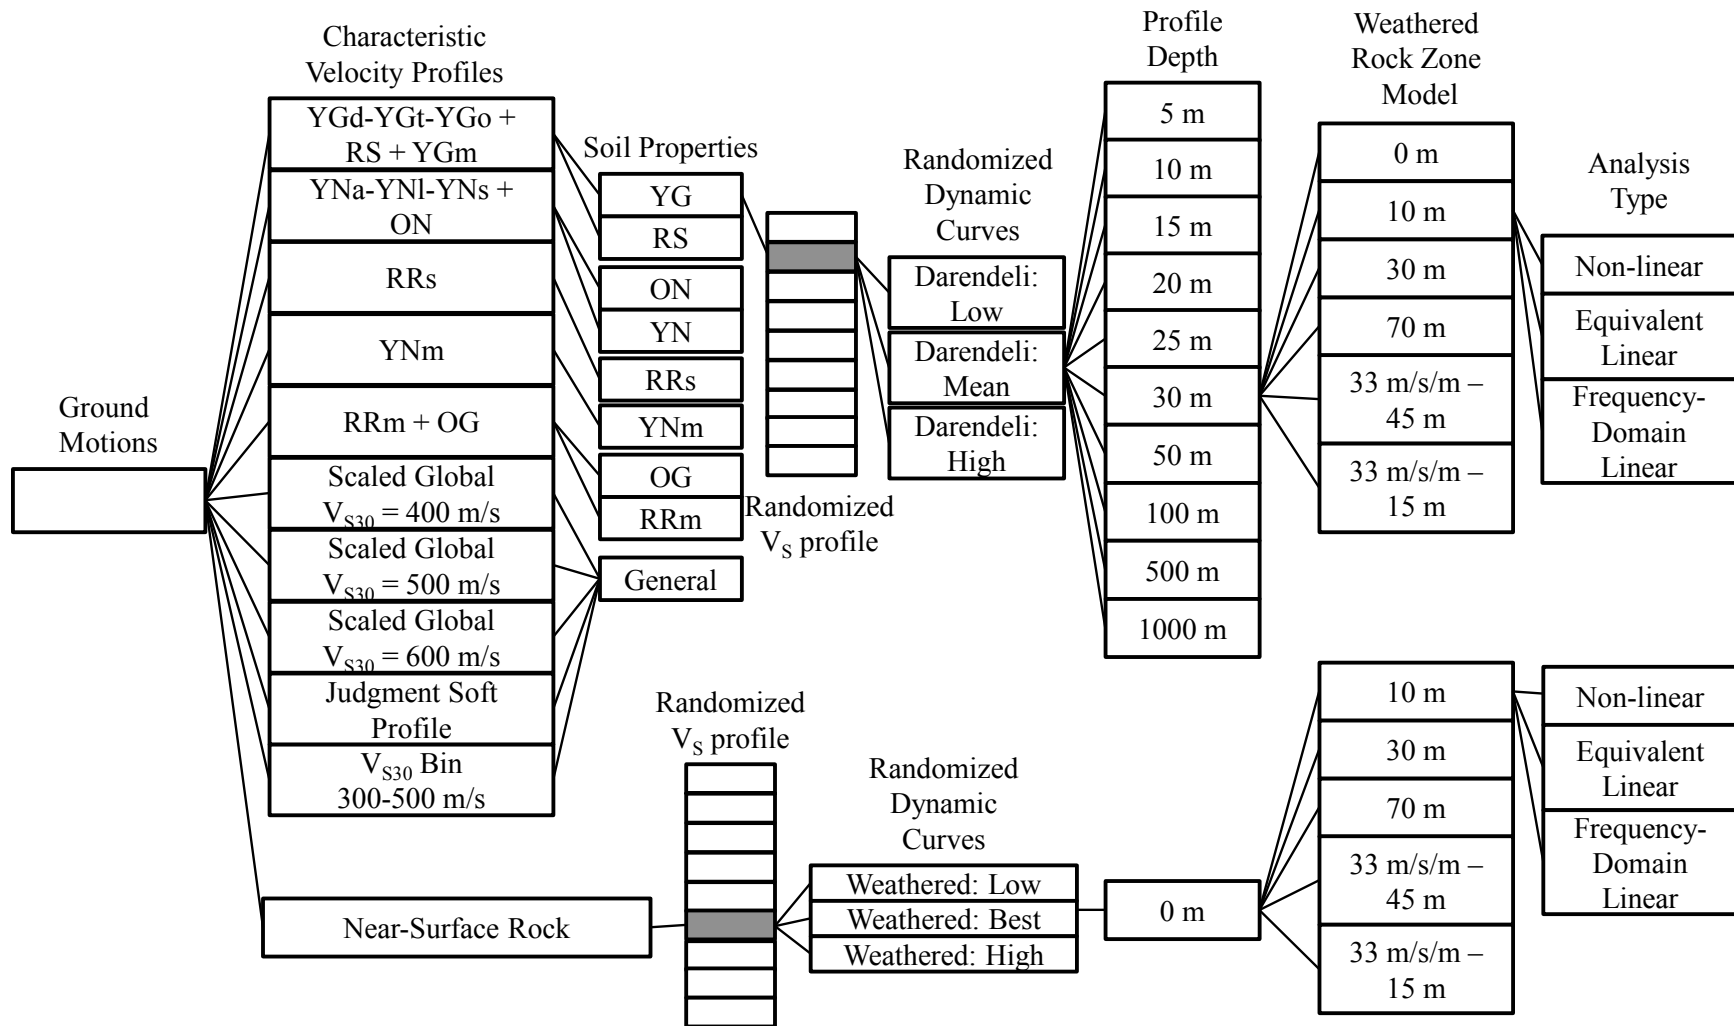 Ground
Motions
Characteristic
Velocity Profiles
YGd-YGt-YGo +
RS + YGm
YNa-YNl-YNs +
ON
RRs
YNm
RRm + OG
Scaled Global
VS30 = 400 m/s
Scaled Global
VS30 = 500 m/s
Scaled Global
VS30 = 600 m/s
Judgment Soft
Profile
VS30 Bin
300-500 m/s
Near-Surface Rock
Soil Properties
YG
RS
ON
YN
RRs
YNm
OG
RRm
General
Randomized
VS profile
Randomized
Dynamic
Curves
Darendeli:
Low
Darendeli:
Mean
Darendeli:
High
Profile
Depth
5 m
10 m
15 m
20 m
25 m
30 m
50 m
100 m
500 m
1000 m
Weathered
Rock Zone
Model
0 m
10 m
30 m
70 m
33 m/s/m –
45 m
33 m/s/m –
15 m
Analysis
Type
Non-linear
Equivalent
Linear
Frequency-
Domain
Linear
Randomized
VS profile
Randomized
Dynamic
Curves
Weathered: Low
Weathered: Best
Weathered: High
0 m
10 m
30 m
70 m
33 m/s/m –
45 m
33 m/s/m –
15 m
Non-linear
Equivalent
Linear
Frequency-
Domain
Linear